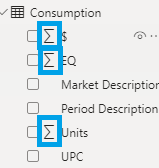 Consumption
∑ $
∑ EQ
Market Description
Period Description
∑ Units
UPC